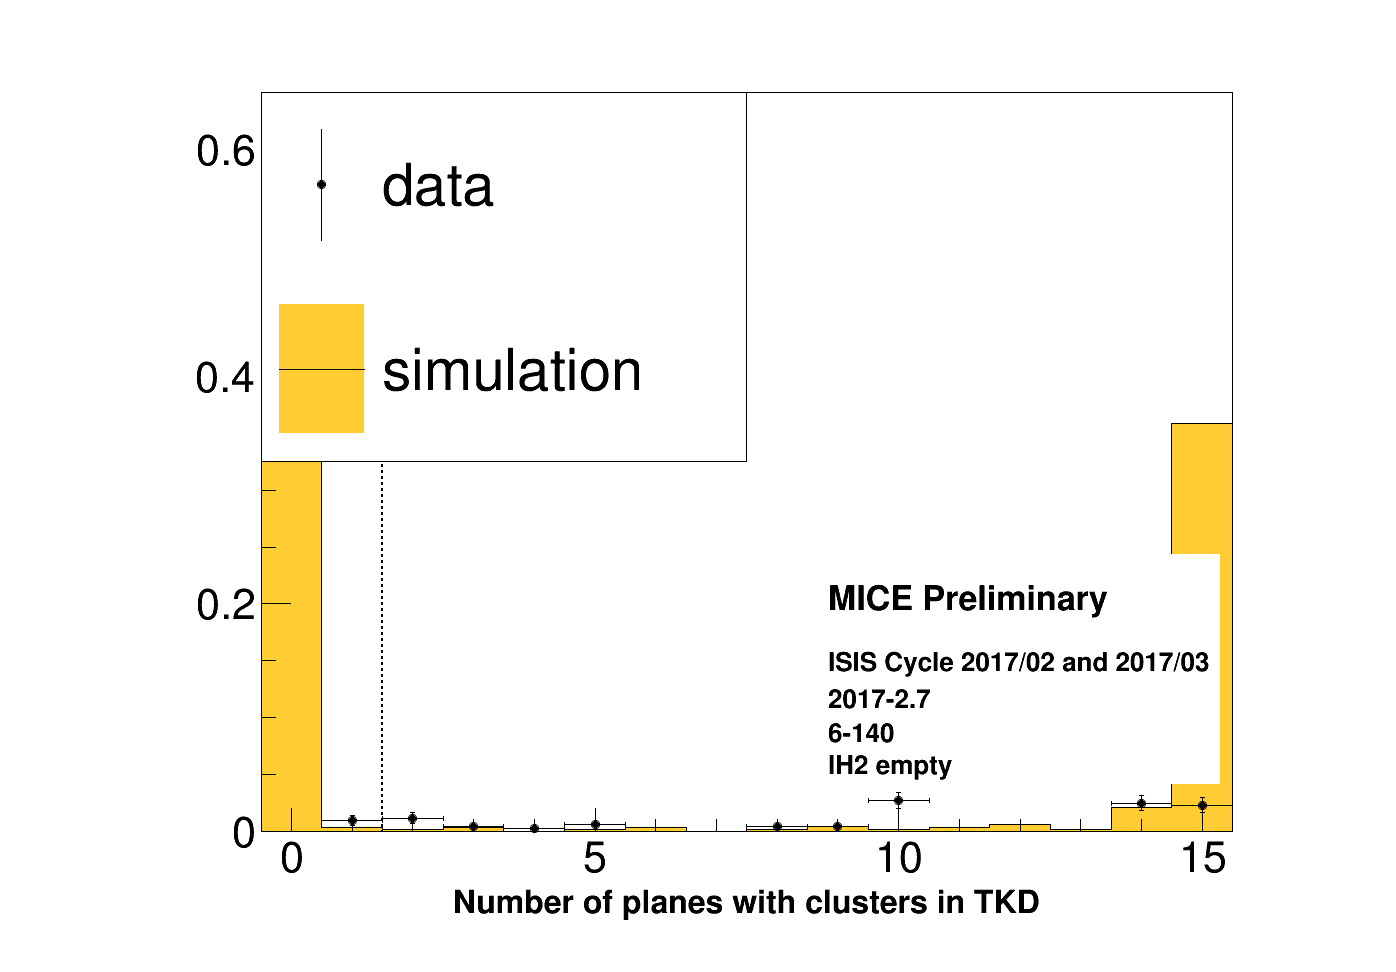 0.6
data
0.4
simulation
0.2
MICE Preliminary
ISIS Cycle 2017/02 and 2017/03
2017-2.7
6-140
IH2 empty
0
0 5 10 15
Number of planes with clusters in TKD